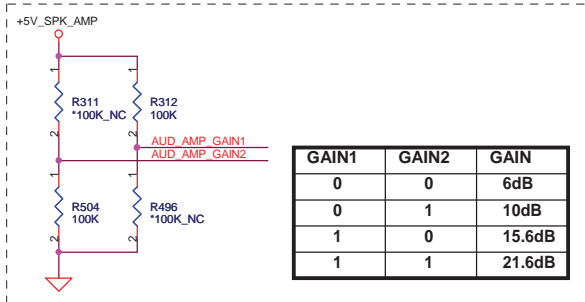 +5V_SPK_AMP
1
1
R311
*100K_NC
R312
100K
2
2
AUD_AMP_GAIN1
AUD_AMP_GAIN2
1
1
R504
100K
R496
*100K_NC
2
2
GAIN1 GAIN2 GAIN
0 0 6dB
0 1 10dB
1 0 15.6dB
1 1 21.6dB